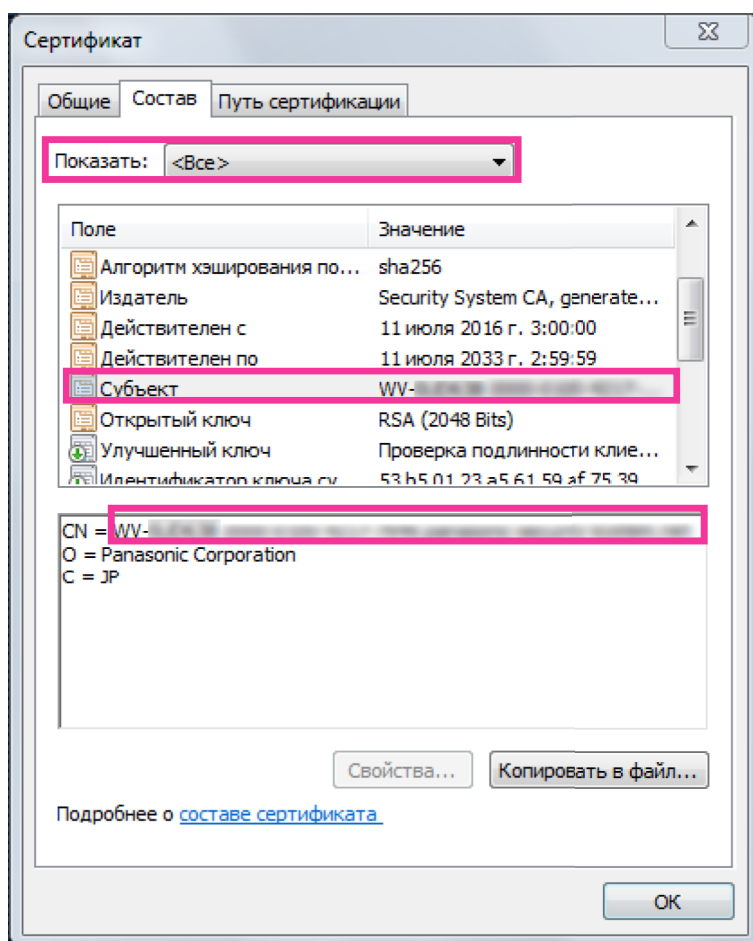 Сертификат
Общие Состав Путь сертификации
Показать: <Все>
Поле Значение
Алгоритм хэширования по... sha256
Издатель Security System CA, generate...
Действителен с 11 июля 2016 г. 3:00:00
Действителен по 11 июля 2033 г. 2:59:59
Субъект WV-
Открытый ключ RSA (2048 Bits)
Улучшенный ключ Проверка подлинности клие...
Идентификатор ключа су 53 b5 01 23 a5 61 59 af 75 39
CN = WV-
O = Panasonic Corporation
C = JP
Свойства... Копировать в файл...
Подробнее о составе сертификата
ОК